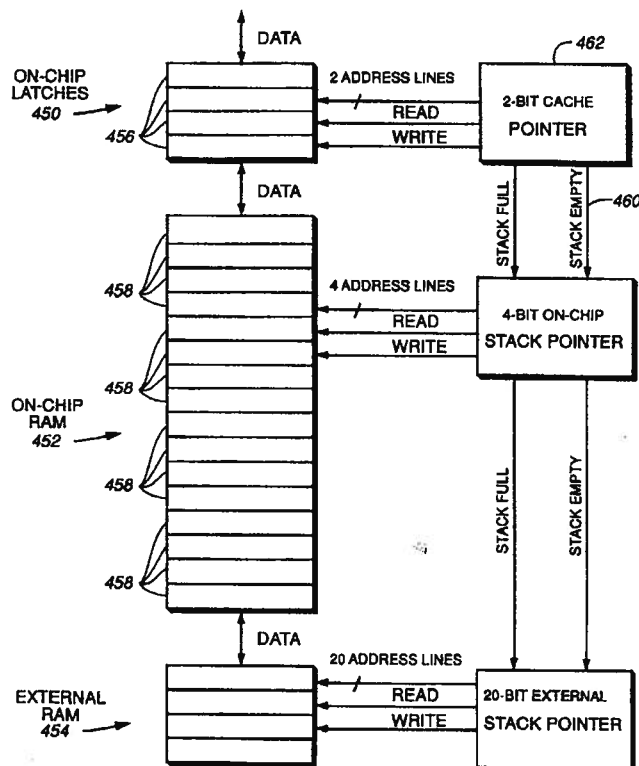 DATA
462
ON-CHIP
LATCHES
450
456
2 ADDRESS LINES
READ
WRITE
2-BIT CACHE
POINTER
DATA
STACK FULL
STACK EMPTY
460
458
4 ADDRESS LINES
READ
WRITE
4-BIT ON-CHIP
STACK POINTER
458
ON-CHIP
RAM
452
458
STACK FULL
STACK EMPTY
458
DATA
20 ADDRESS LINES
READ
WRITE
20-BIT EXTERNAL
STACK POINTER
EXTERNAL
RAM
454